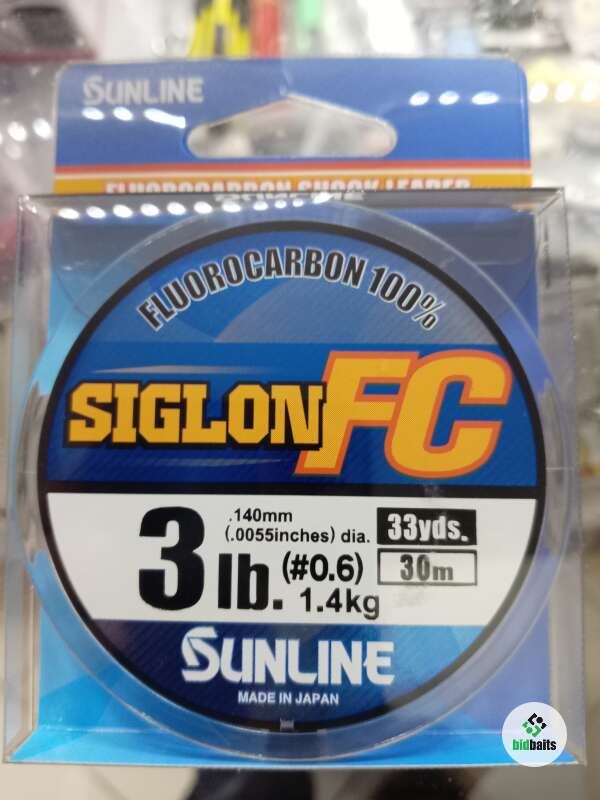 SUNLINE
FLUOROCARBON SHOCK LEADER
FLUOROCARBON 100%
SIGLON FC
3 lb.
.140mm
(.0055inches) dia.
(#0.6)
1.4kg
33yds.
30m
SUNLINE
MADE IN JAPAN
bidbaits